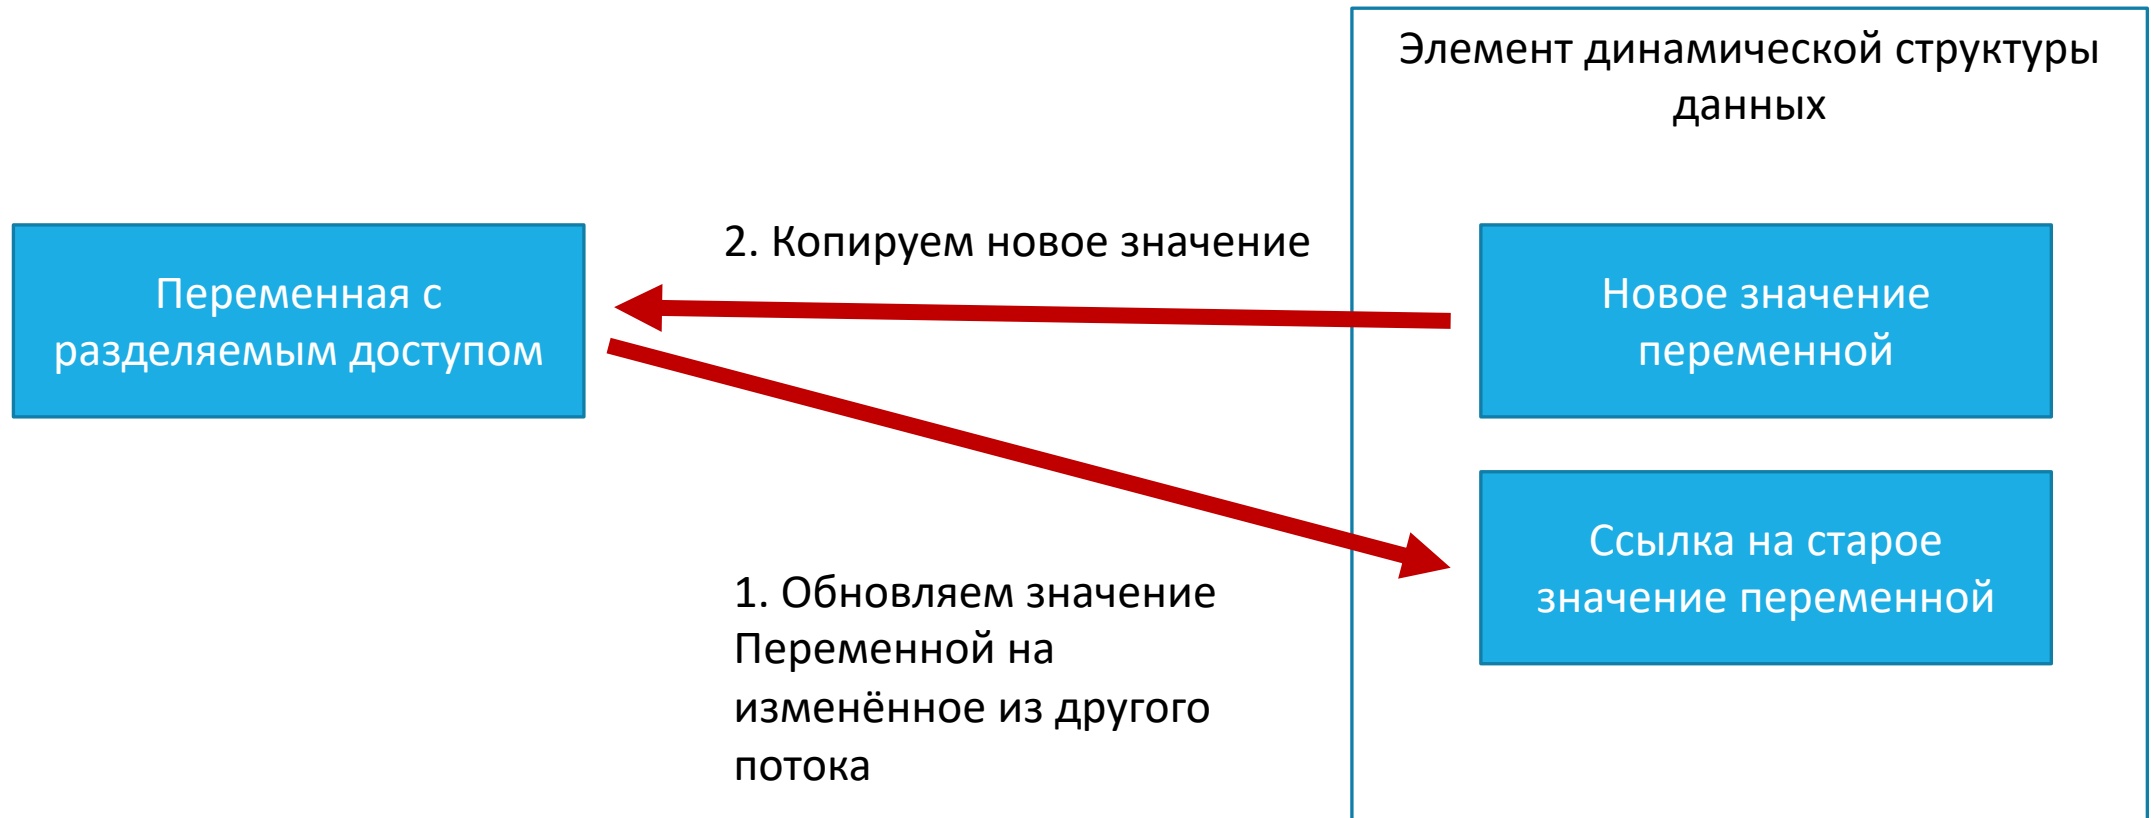 Элемент динамической структуры
данных
Переменная с
разделяемым доступом
2. Копируем новое значение
Новое значение
переменной
1. Обновляем значение
Переменной на
изменённое из другого
потока
Ссылка на старое
значение переменной